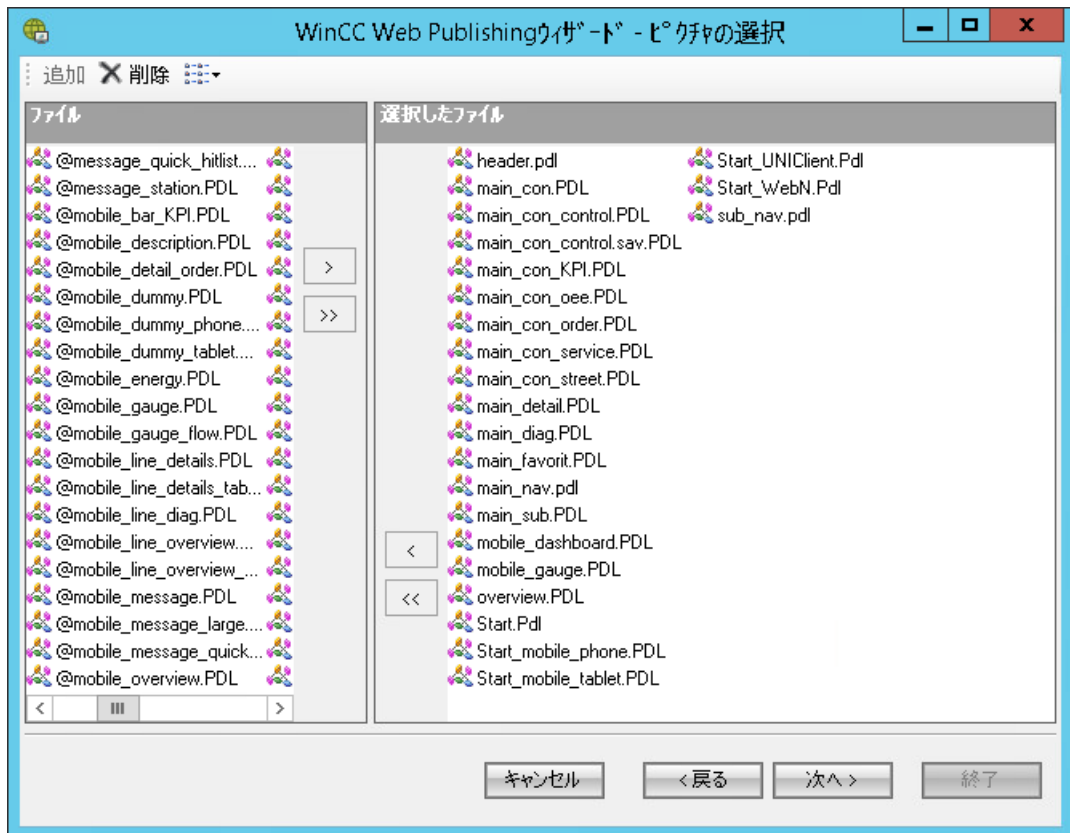 WinCC Web Publishingウィザード - ピクチャの選択
追加 削除
ファイル
@message_quick_hitlist....
@message_station.PDL
@mobile_bar_KPI.PDL
@mobile_description.PDL
@mobile_detail_order.PDL
@mobile_dummy.PDL
@mobile_dummy_phone....
@mobile_dummy_tablet....
@mobile_energy.PDL
@mobile_gauge.PDL
@mobile_gauge_flow.PDL
@mobile_line_details.PDL
@mobile_line_details_tab...
@mobile_line_diag.PDL
@mobile_line_overview....
@mobile_line_overview_...
@mobile_message.PDL
@mobile_message_large....
@mobile_message_quick...
@mobile_overview.PDL
>
>>
選択したファイル
<
<<
header.pdl
main_con.PDL
main_con_control.PDL
main_con_control.sav.PDL
main_con_KPI.PDL
main_con_oee.PDL
main_con_order.PDL
main_con_service.PDL
main_con_street.PDL
main_detail.PDL
main_diag.PDL
main_favorit.PDL
main_nav.pdl
main_sub.PDL
mobile_dashboard.PDL
mobile_gauge.PDL
overview.PDL
Start.Pdl
Start_mobile_phone.PDL
Start_mobile_tablet.PDL
Start_UNIClient.Pdl
Start_WebN.Pdl
sub_nav.pdl
キャンセル
<戻る
次へ>
終了